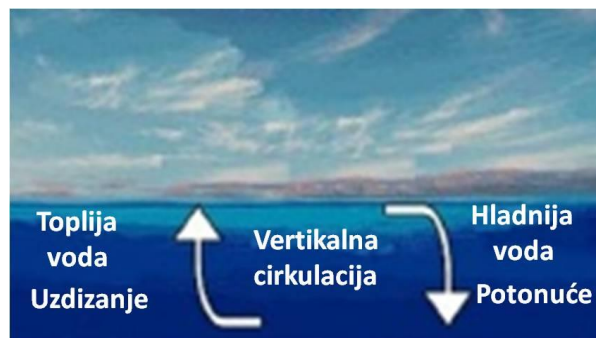 Toplija
voda
Uzdizanje
Vertikalna
cirkulacija
Hladnija
voda
Potonuće